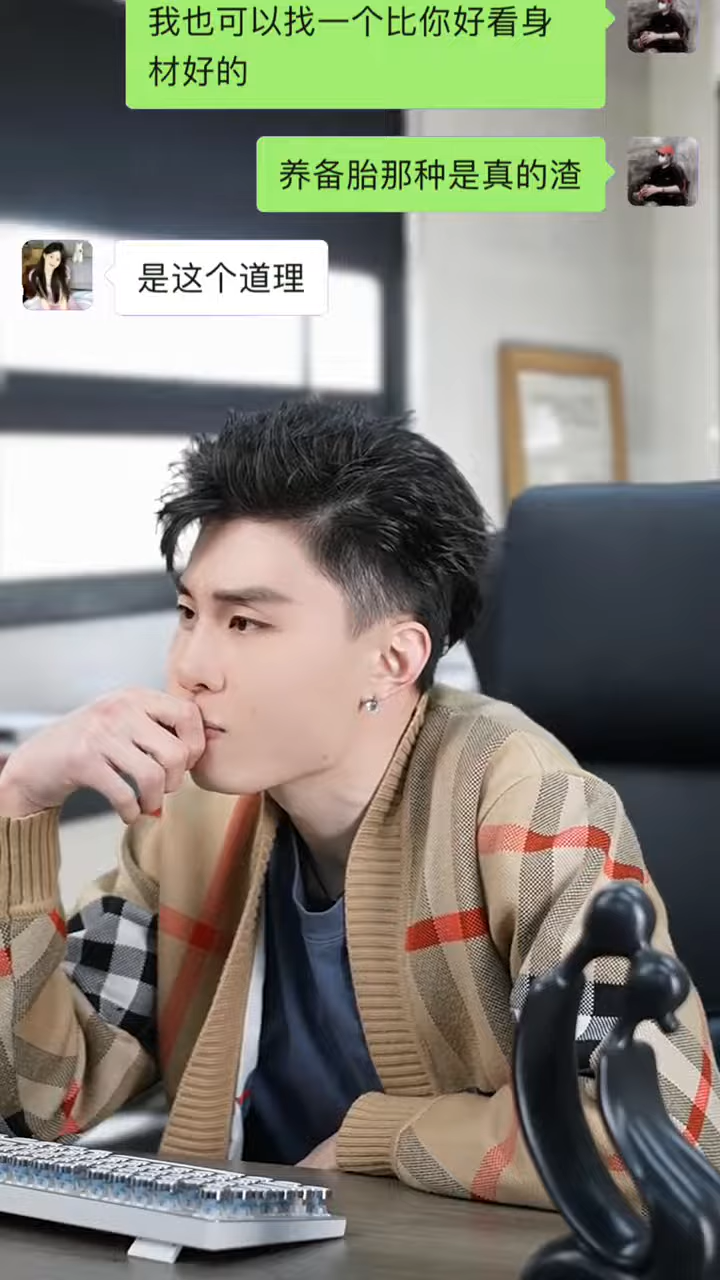 我也可以找一个比你好看身
材好的
养备胎那种是真的渣
是这个道理